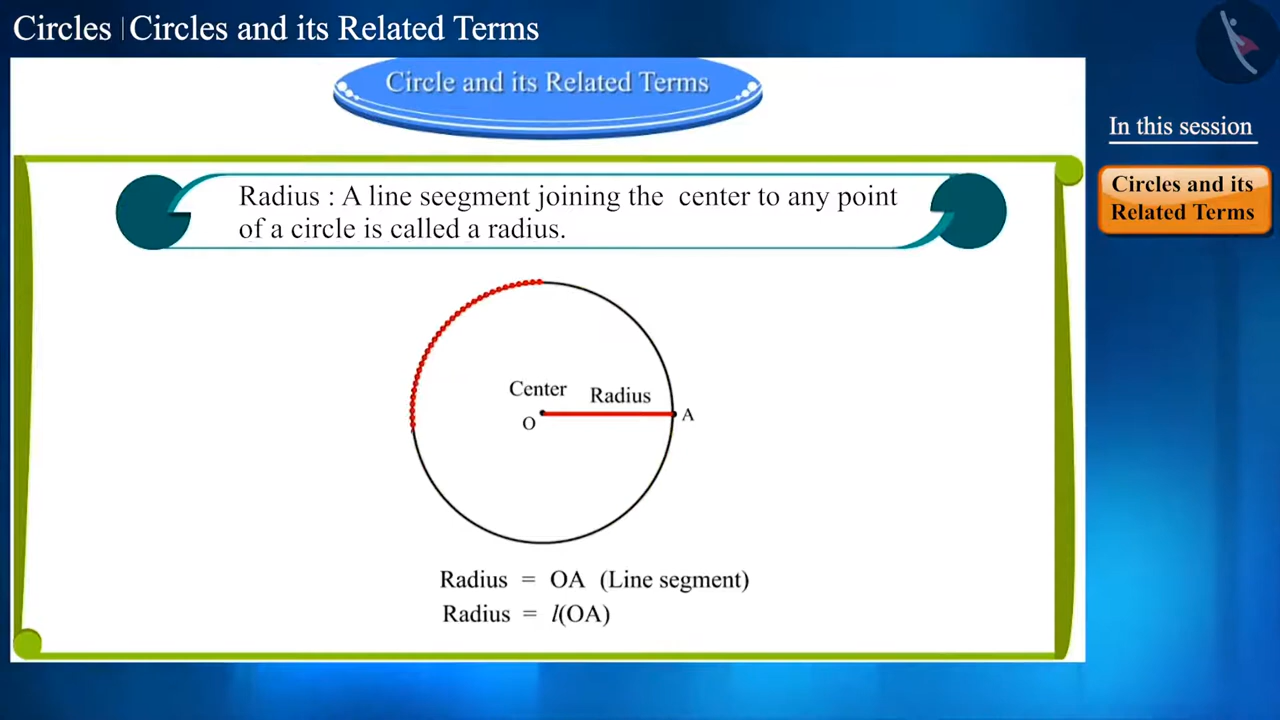 Circles | Circles and its Related Terms
Circle and its Related Terms
In this session
Circles and its
Related Terms
Radius : A line seegment joining the center to any point
of a circle is called a radius.
Center
Radius
O
A
Radius = OA (Line segment)
Radius = l(OA)